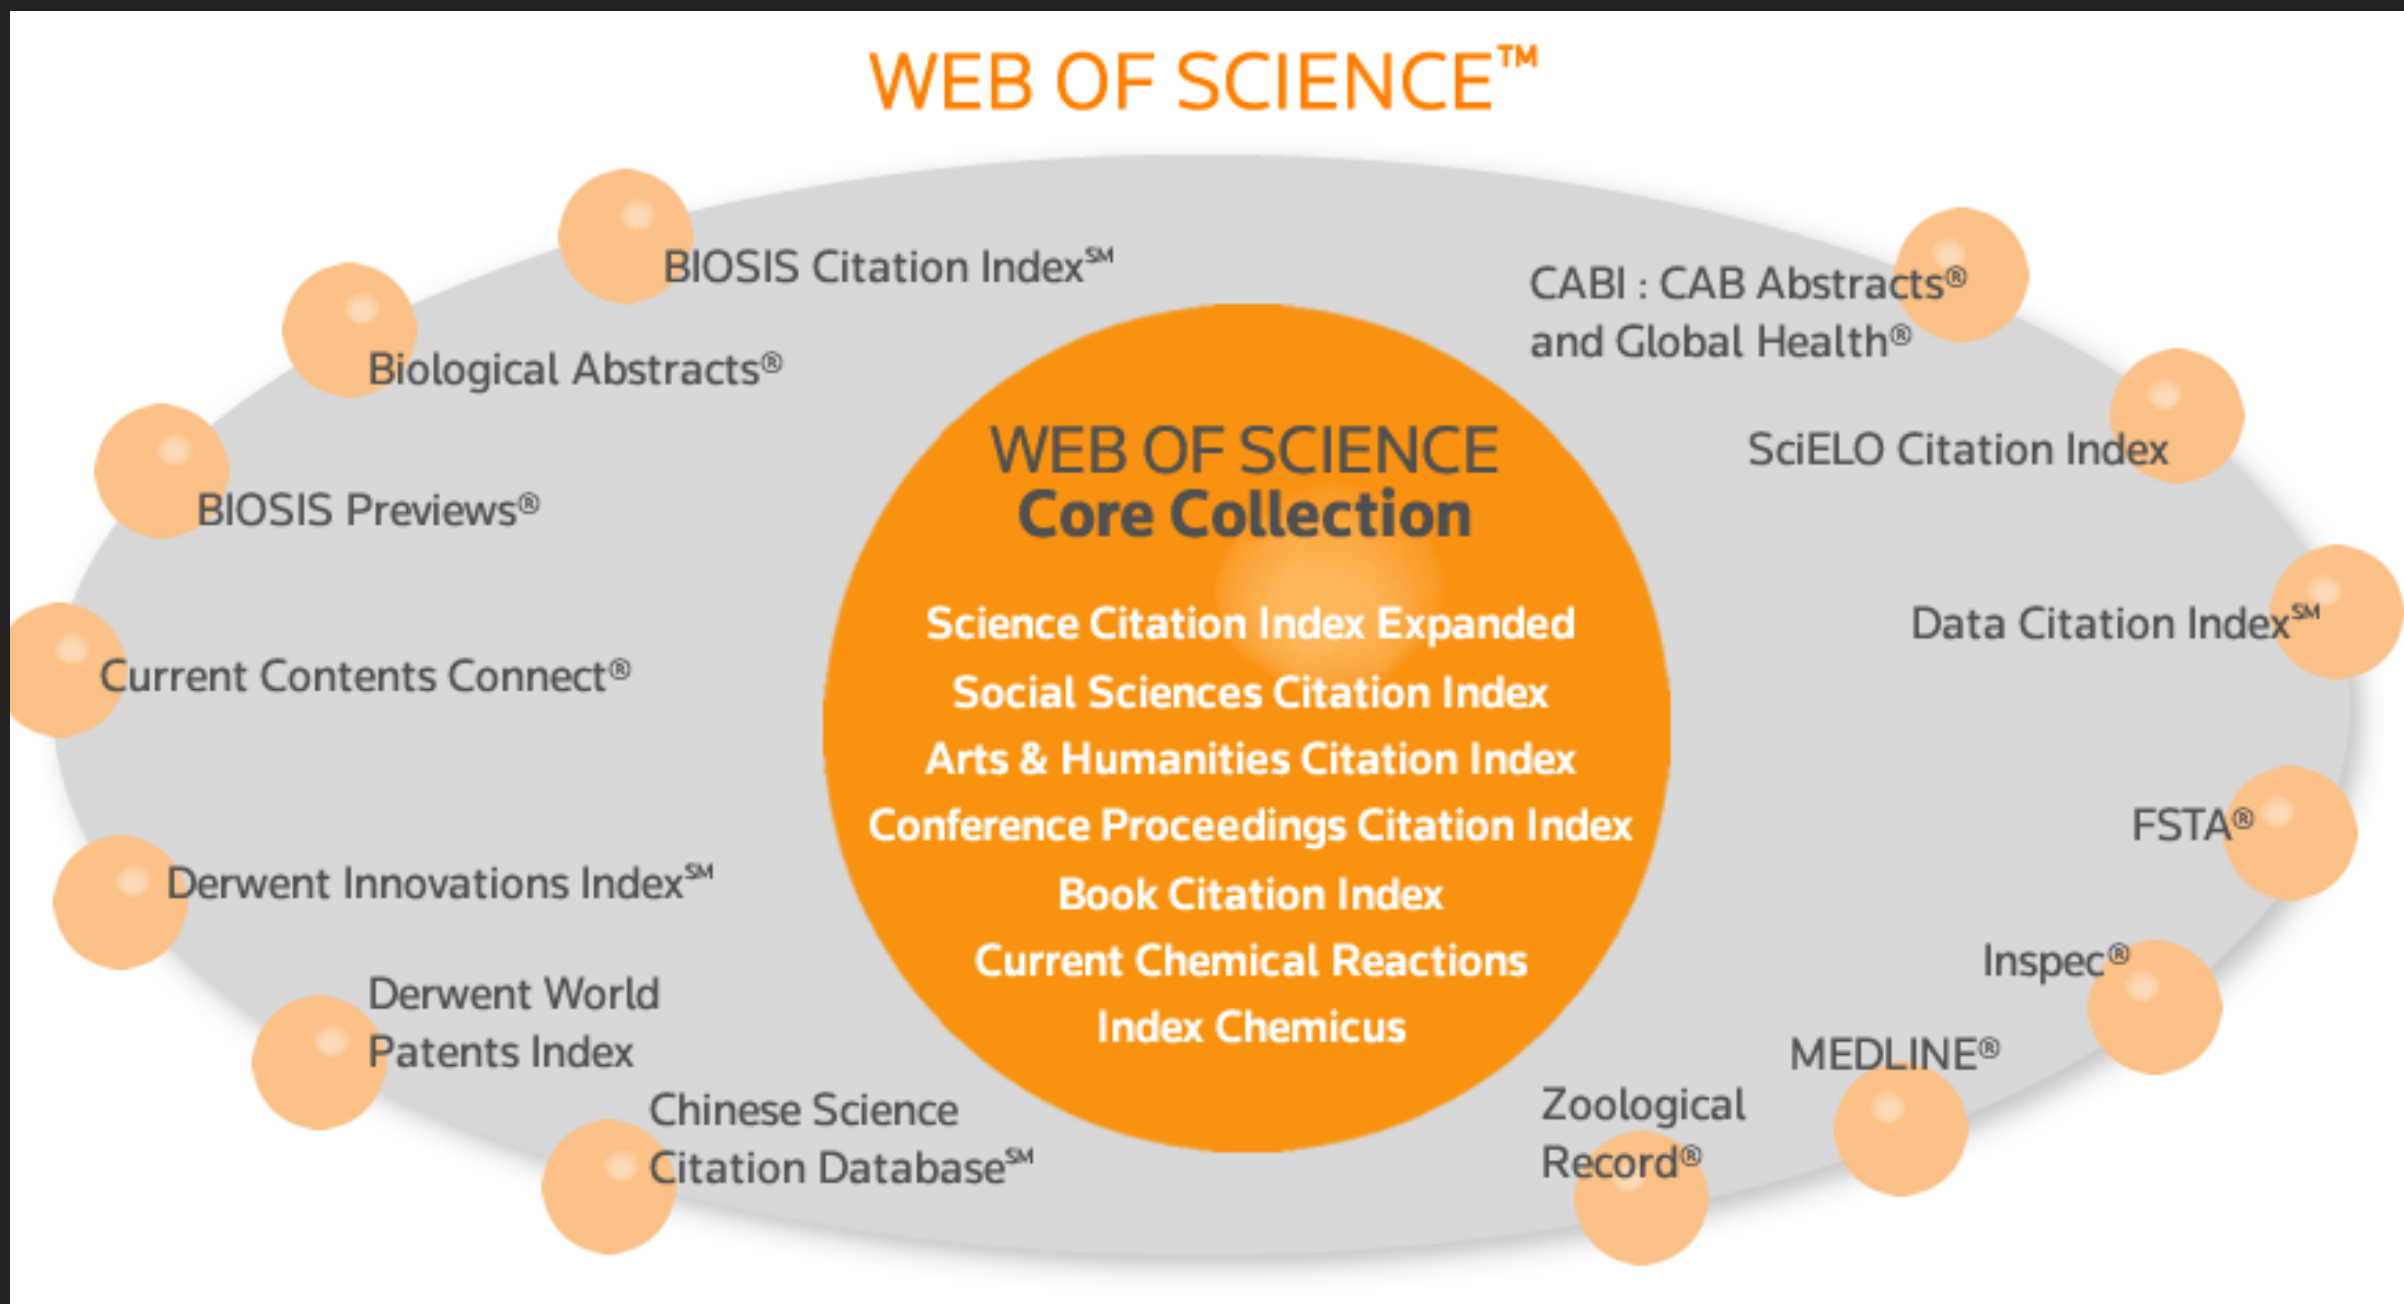 WEB OF SCIENCE™
BIOSIS Citation Index℠
Biological Abstracts®
BIOSIS Previews®
Current Contents Connect®
Derwent Innovations Index℠
Derwent World
Patents Index
Chinese Science
Citation Database℠
WEB OF SCIENCE
Core Collection
Science Citation Index Expanded
Social Sciences Citation Index
Arts & Humanities Citation Index
Conference Proceedings Citation Index
Book Citation Index
Current Chemical Reactions
Index Chemicus
CABI : CAB Abstracts®
and Global Health®
SciELO Citation Index
Data Citation Index℠
FSTA®
Inspec®
MEDLINE®
Zoological
Record®